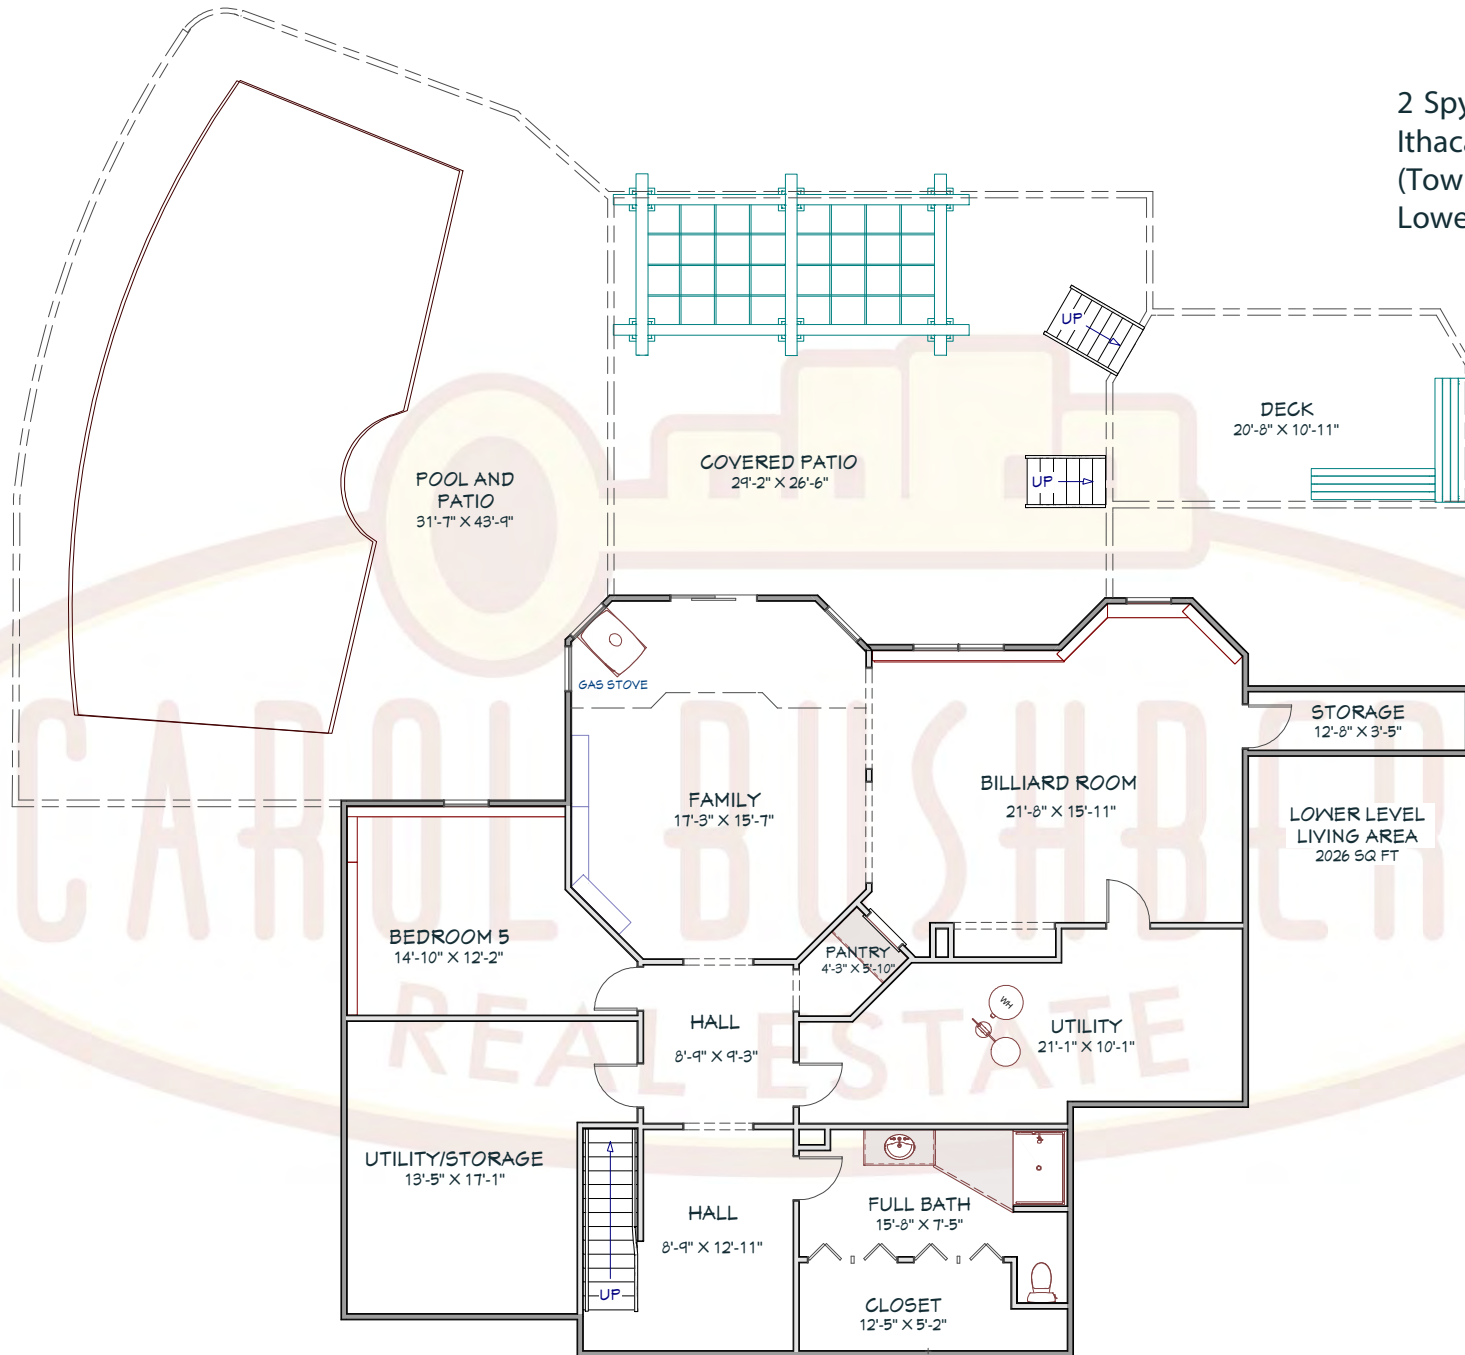 2 Spy
Ithaca
(Tow
Lowe
UP
DECK
20'-8" X 10'-11"
COVERED PATIO
29'-2" X 26'-6"
UP
POOL AND
PATIO
31'-7" X 43'-9"
GAS STOVE
STORAGE
12'-8" X 3'-5"
BILLIARD ROOM
21'-8" X 15'-11"
FAMILY
17'-3" X 15'-7"
LOWER LEVEL
LIVING AREA
2026 SQ FT
CAROL BUSHBER
REAL ESTATE
BEDROOM 5
14'-10" X 12'-2"
PANTRY
4'-3" X 5'-10"
WH
HALL
8'-9" X 9'-3"
UTILITY
21'-1" X 10'-1"
UTILITY/STORAGE
13'-5" X 17'-1"
HALL
8'-9" X 12'-11"
FULL BATH
15'-8" X 7'-5"
UP
CLOSET
12'-5" X 5'-2"